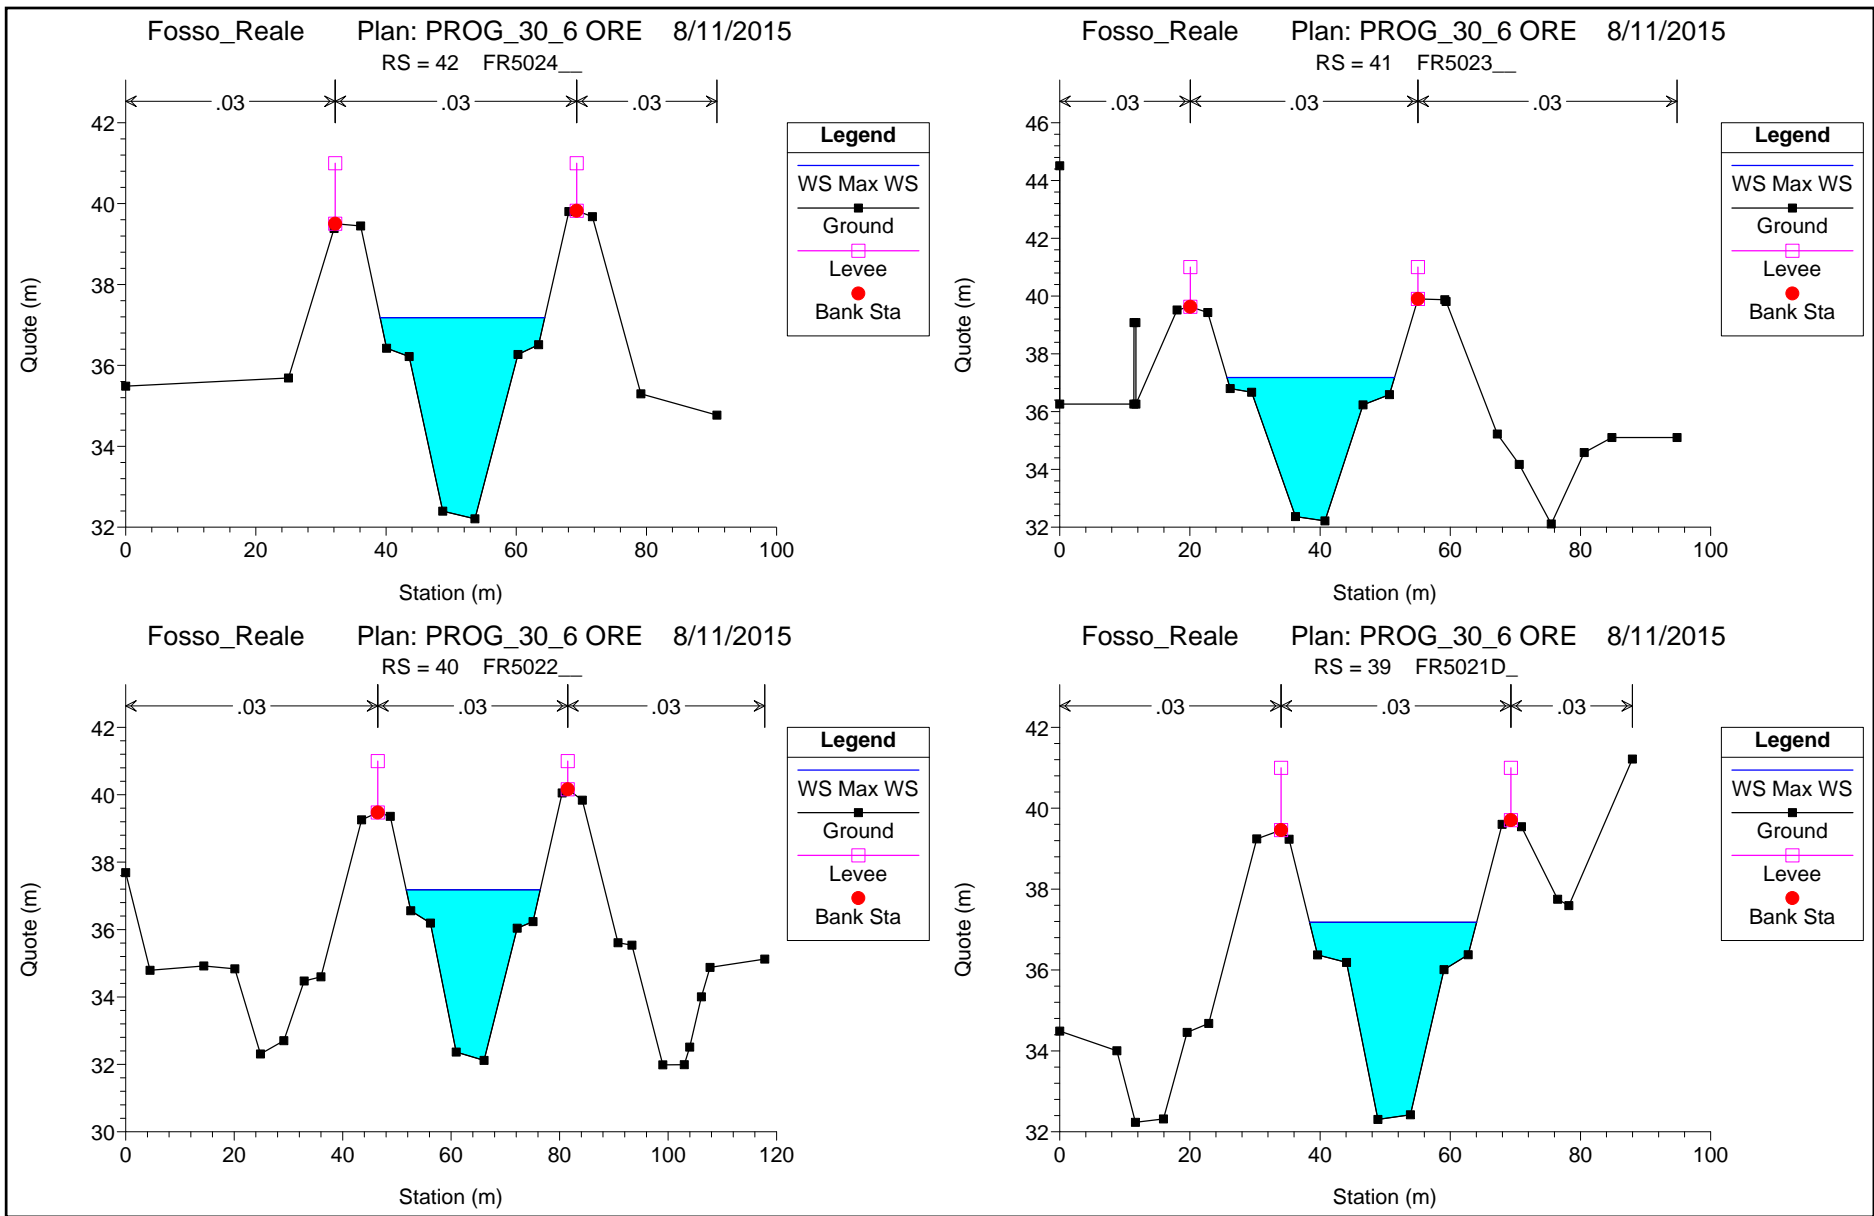 Fosso_Reale Plan: PROG_30_6 ORE 8/11/2015
RS = 42 FR5024__
.03 .03 .03
42
40
38
36
34
32
0 20 40 60 80 100
Station (m)
Quote (m)
Legend
WS Max WS
Ground
Levee
Bank Sta
Fosso_Reale Plan: PROG_30_6 ORE 8/11/2015
RS = 41 FR5023__
.03 .03 .03
46
44
42
40
38
36
34
32
0 20 40 60 80 100
Station (m)
Quote (m)
Legend
WS Max WS
Ground
Levee
Bank Sta
Fosso_Reale Plan: PROG_30_6 ORE 8/11/2015
RS = 40 FR5022__
.03 .03 .03
42
40
38
36
34
32
30
0 20 40 60 80 100 120
Station (m)
Quote (m)
Legend
WS Max WS
Ground
Levee
Bank Sta
Fosso_Reale Plan: PROG_30_6 ORE 8/11/2015
RS = 39 FR5021D_
.03 .03 .03
42
40
38
36
34
32
0 20 40 60 80 100
Station (m)
Quote (m)
Legend
WS Max WS
Ground
Levee
Bank Sta